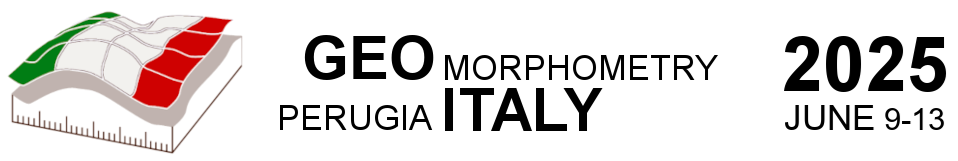 GEO MORPHOMETRY
PERUGIA ITALY
2025
JUNE 9-13